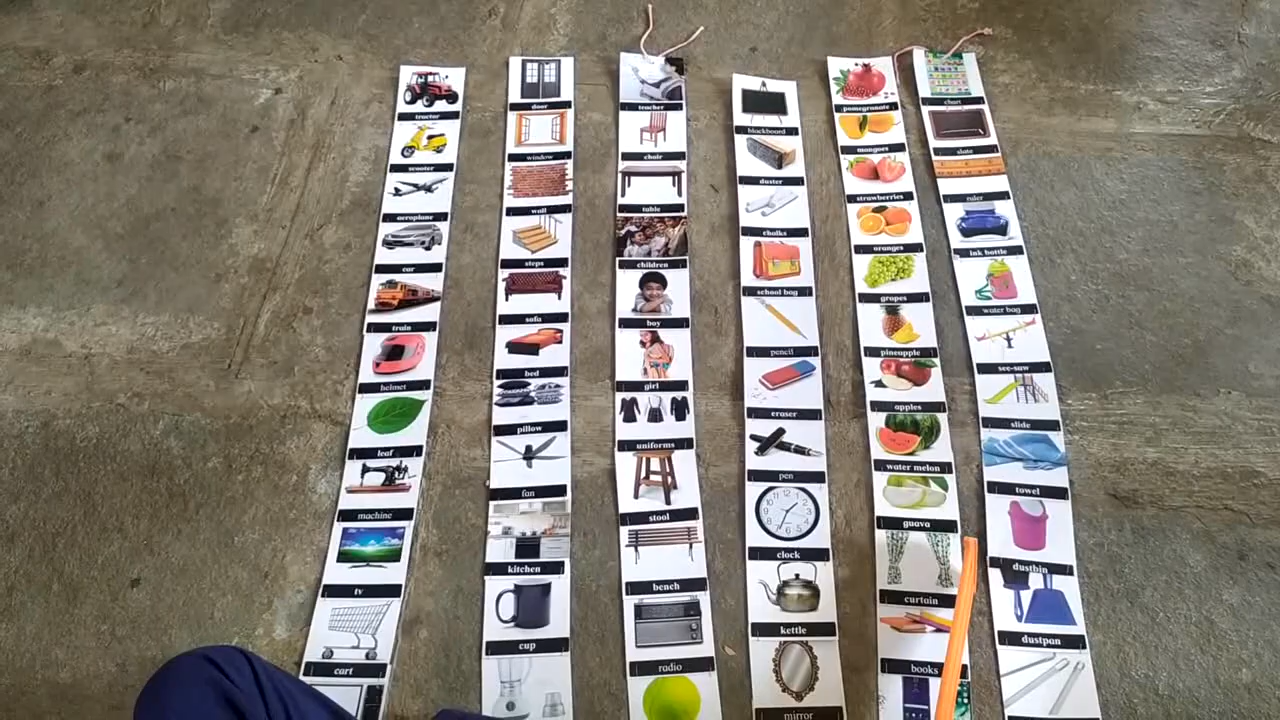 tractor
scooter
aeroplane
car
train
helmet
leaf
machine
tv
cart
door
window
wall
steps
sofa
bed
pillow
fan
kitchen
cup
teacher
chair
table
children
boy
girl
uniforms
stool
bench
radio
blackboard
duster
chalks
school bag
pencil
eraser
pen
clock
kettle
mirror
pomegranate
mangoes
strawberries
oranges
grapes
pineapple
apples
water melon
guava
curtain
books
chart
slate
ruler
ink bottle
water bag
see-saw
slide
towel
dustbin
dustpan